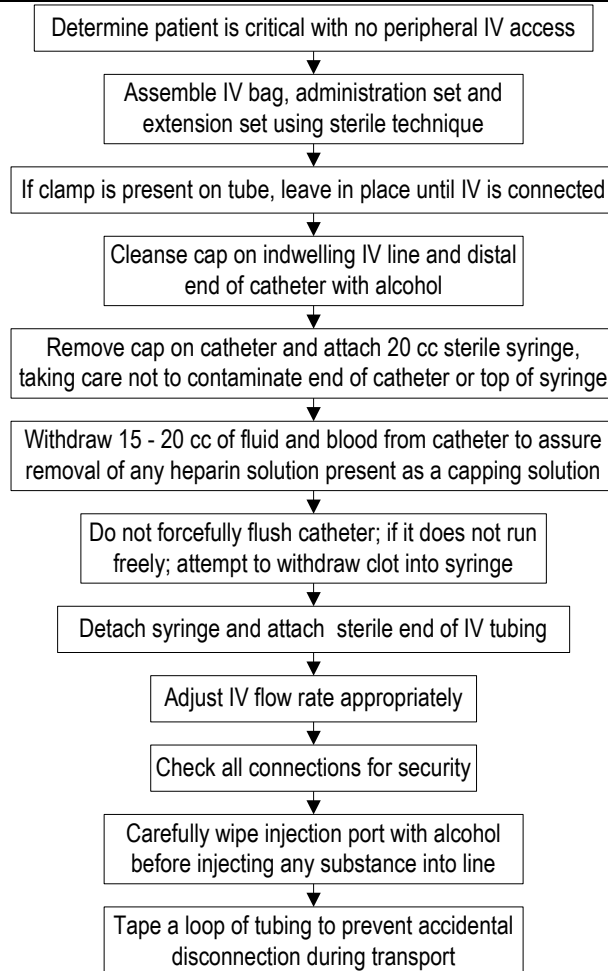 Determine patient is critical with no peripheral IV access
Assemble IV bag, administration set and
extension set using sterile technique
If clamp is present on tube, leave in place until IV is connected
Cleanse cap on indwelling IV line and distal
end of catheter with alcohol
Remove cap on catheter and attach 20 cc sterile syringe,
taking care not to contaminate end of catheter or top of syringe
Withdraw 15 - 20 cc of fluid and blood from catheter to assure
removal of any heparin solution present as a capping solution
Do not forcefully flush catheter; if it does not run
freely; attempt to withdraw clot into syringe
Detach syringe and attach sterile end of IV tubing
Adjust IV flow rate appropriately
Check all connections for security
Carefully wipe injection port with alcohol
before injecting any substance into line
Tape a loop of tubing to prevent accidental
disconnection during transport